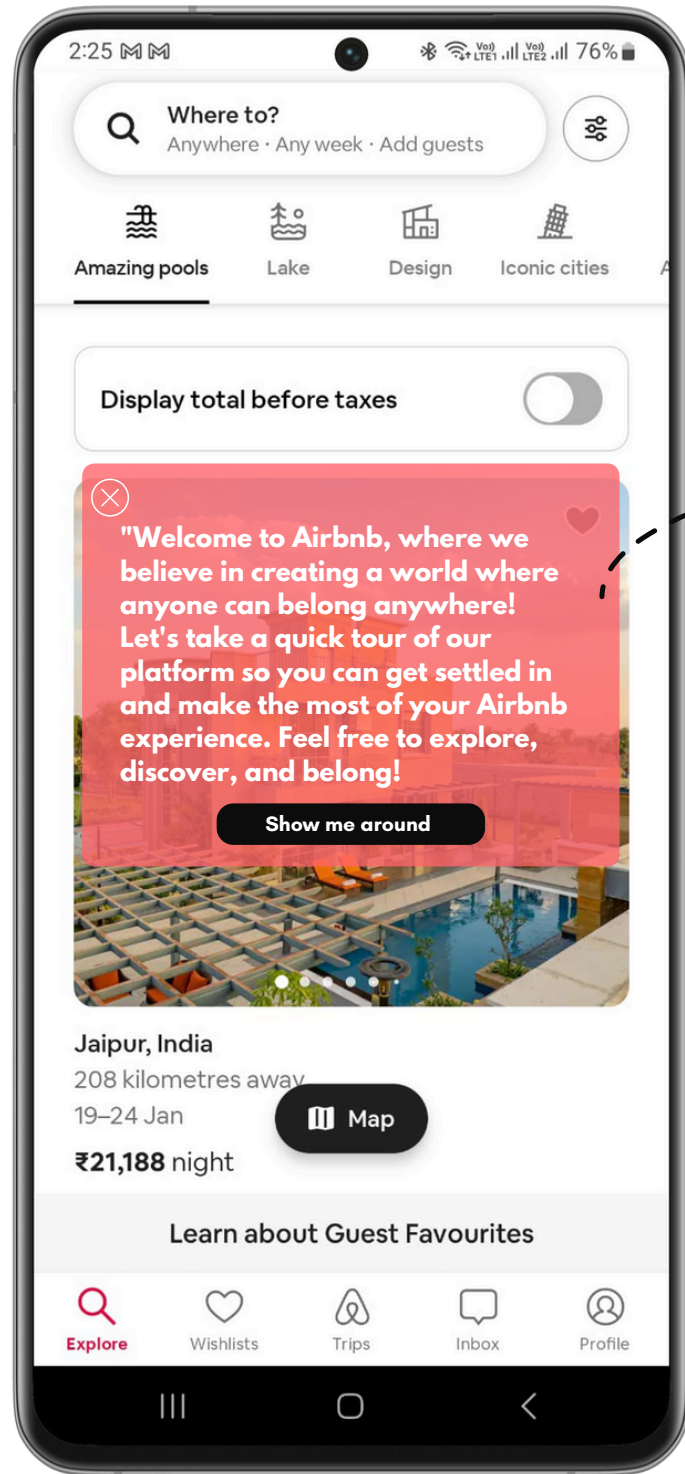 2:25
Vo)) LTE1 Vo)) LTE2 76%
Where to?
Anywhere · Any week · Add guests
Amazing pools
Lake
Design
Iconic cities
Display total before taxes
"Welcome to Airbnb, where we
believe in creating a world where
anyone can belong anywhere!
Let's take a quick tour of our
platform so you can get settled in
and make the most of your Airbnb
experience. Feel free to explore,
discover, and belong!
Show me around
Jaipur, India
208 kilometres away
19–24 Jan
Map
₹21,188 night
Learn about Guest Favourites
Explore
Wishlists
Trips
Inbox
Profile